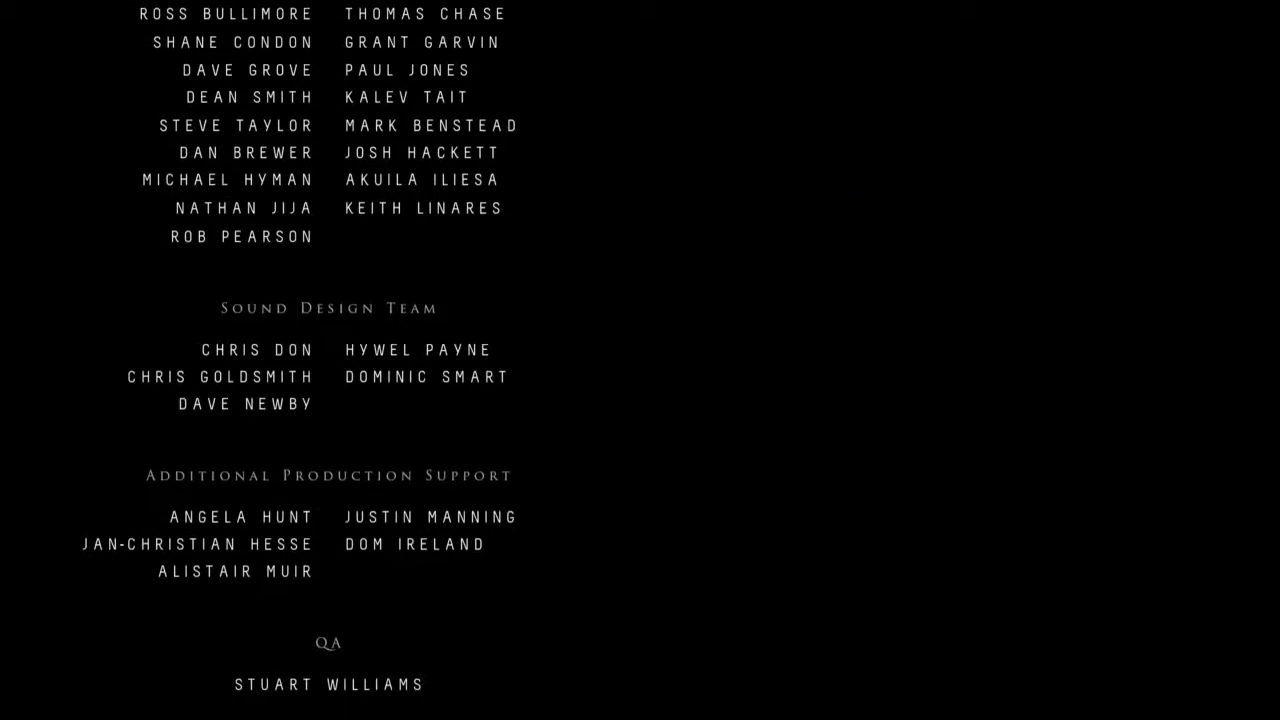 ROSS BULLIMORE THOMAS CHASE
SHANE CONDON GRANT GARVIN
DAVE GROVE PAUL JONES
DEAN SMITH KALEV TAIT
STEVE TAYLOR MARK BENSTEAD
DAN BREWER JOSH HACKETT
MICHAEL HYMAN AKUILA ILIESA
NATHAN JIJA KEITH LINARES
ROB PEARSON
SOUND DESIGN TEAM
CHRIS DON HYWEL PAYNE
CHRIS GOLDSMITH DOMINIC SMART
DAVE NEWBY
ADDITIONAL PRODUCTION SUPPORT
ANGELA HUNT JUSTIN MANNING
JAN-CHRISTIAN HESSE DOM IRELAND
ALISTAIR MUIR
QA
STUART WILLIAMS